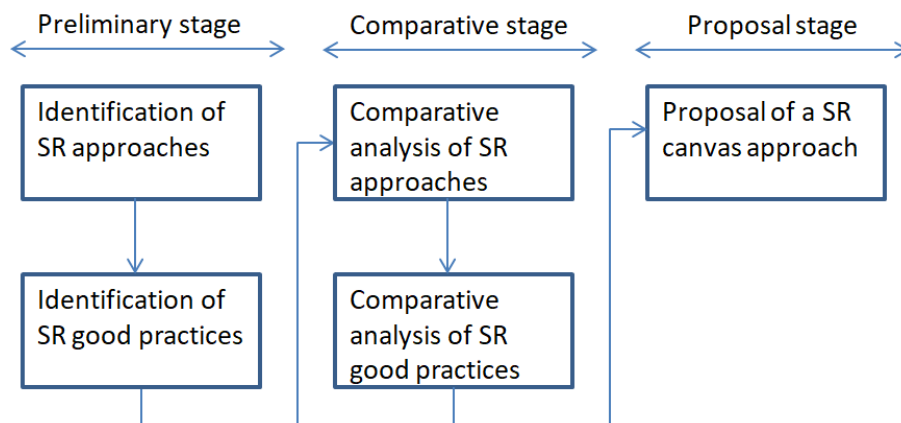 Preliminary stage
Comparative stage
Proposal stage
Identification of
SR approaches
Comparative
analysis of SR
approaches
Proposal of a SR
canvas approach
Identification of
SR good practices
Comparative
analysis of SR
good practices